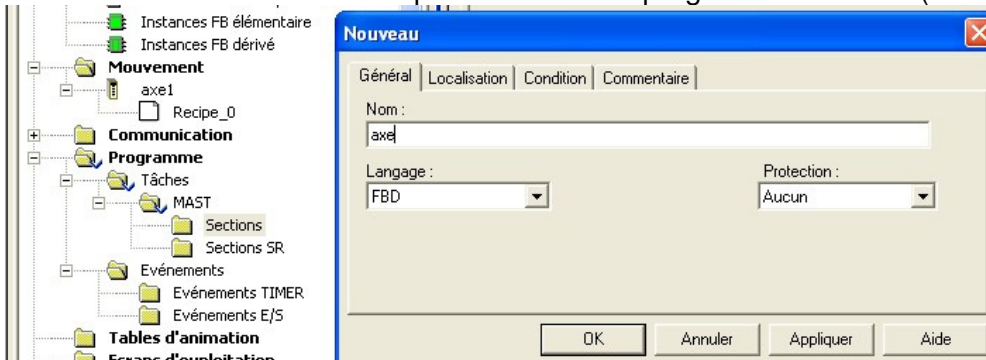 Instances FB élémentaire
Instances FB dérivé
Mouvement
axe1
Recipe_0
Communication
Programme
Tâches
MAST
Sections
Sections SR
Evénements
Evénements TIMER
Evénements E/S
Tables d'animation
Nouveau
Général Localisation Condition Commentaire
Nom :
axe
Langage :
Protection :
FBD
Aucun
OK Annuler Appliquer Aide